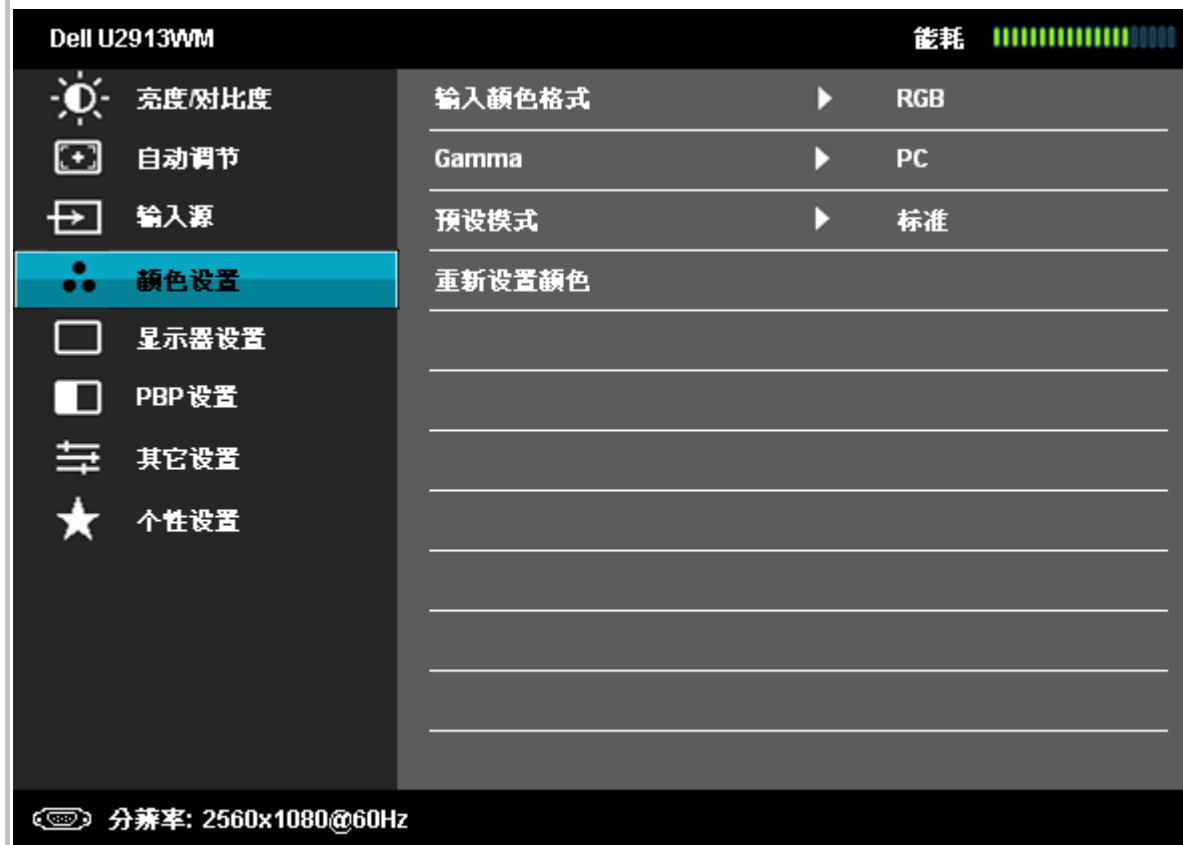 Dell U2913WM 能耗
亮度/对比度
自动调节
输入源
颜色设置
显示器设置
PBP 设置
其它设置
个性设置
输入颜色格式 RGB
Gamma PC
预设模式 标准
重新设置颜色
分辨率: 2560x1080@60Hz